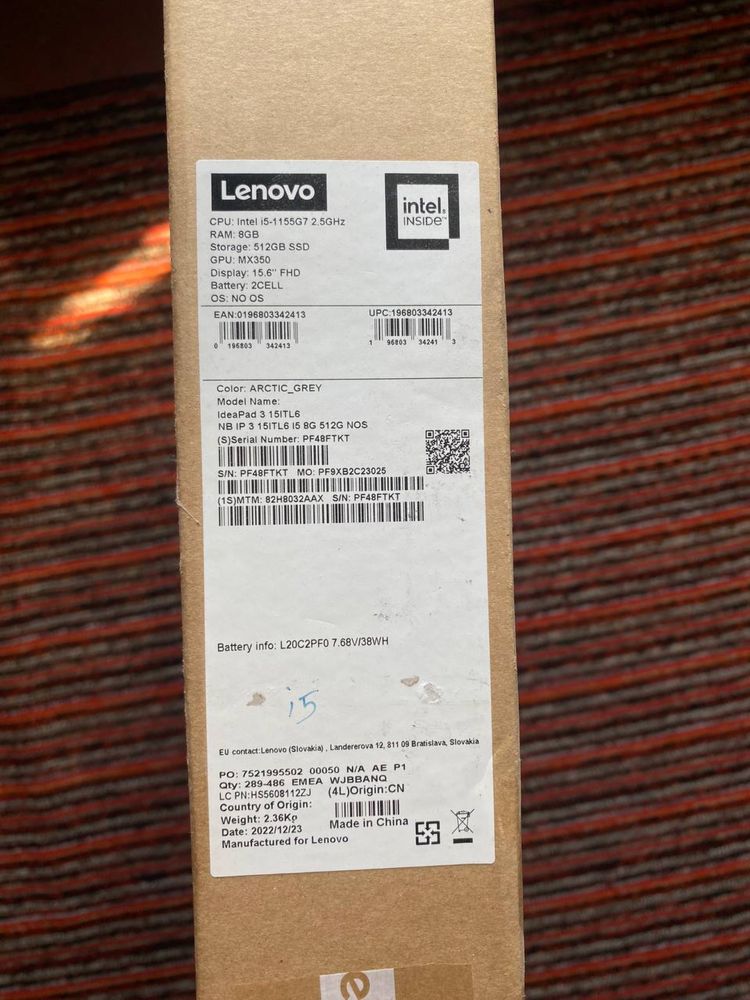 Lenovo
intel
INSIDE™
CPU: Intel i5-1155G7 2.5GHz
RAM: 8GB
Storage: 512GB SSD
GPU: MX350
Display: 15.6" FHD
Battery: 2CELL
OS: NO OS
EAN:0196803342413 UPC:196803342413
0 196803 342413 1 96803 34241 3
Color: ARCTIC_GREY
Model Name:
IdeaPad 3 15ITL6
NB IP 3 15ITL6 I5 8G 512G NOS
(S)Serial Number: PF48FTKT
S/N: PF48FTKT MO: PF9XB2C23025
(1S)MTM: 82H8032AAX S/N: PF48FTKT
Battery info: L20C2PF0 7.68V/38WH
i5
EU contact:Lenovo (Slovakia) , Landererova 12, 811 09 Bratislava, Slovakia
PO: 7521995502 00050 N/A AE P1
Qty: 289-486 EMEA WJBBANQ
LC PN:HS5608112ZJ (4L)Origin:CN
Country of Origin:
Weight: 2.36Kg
Made in China
Date: 2022/12/23
Manufactured for Lenovo
e